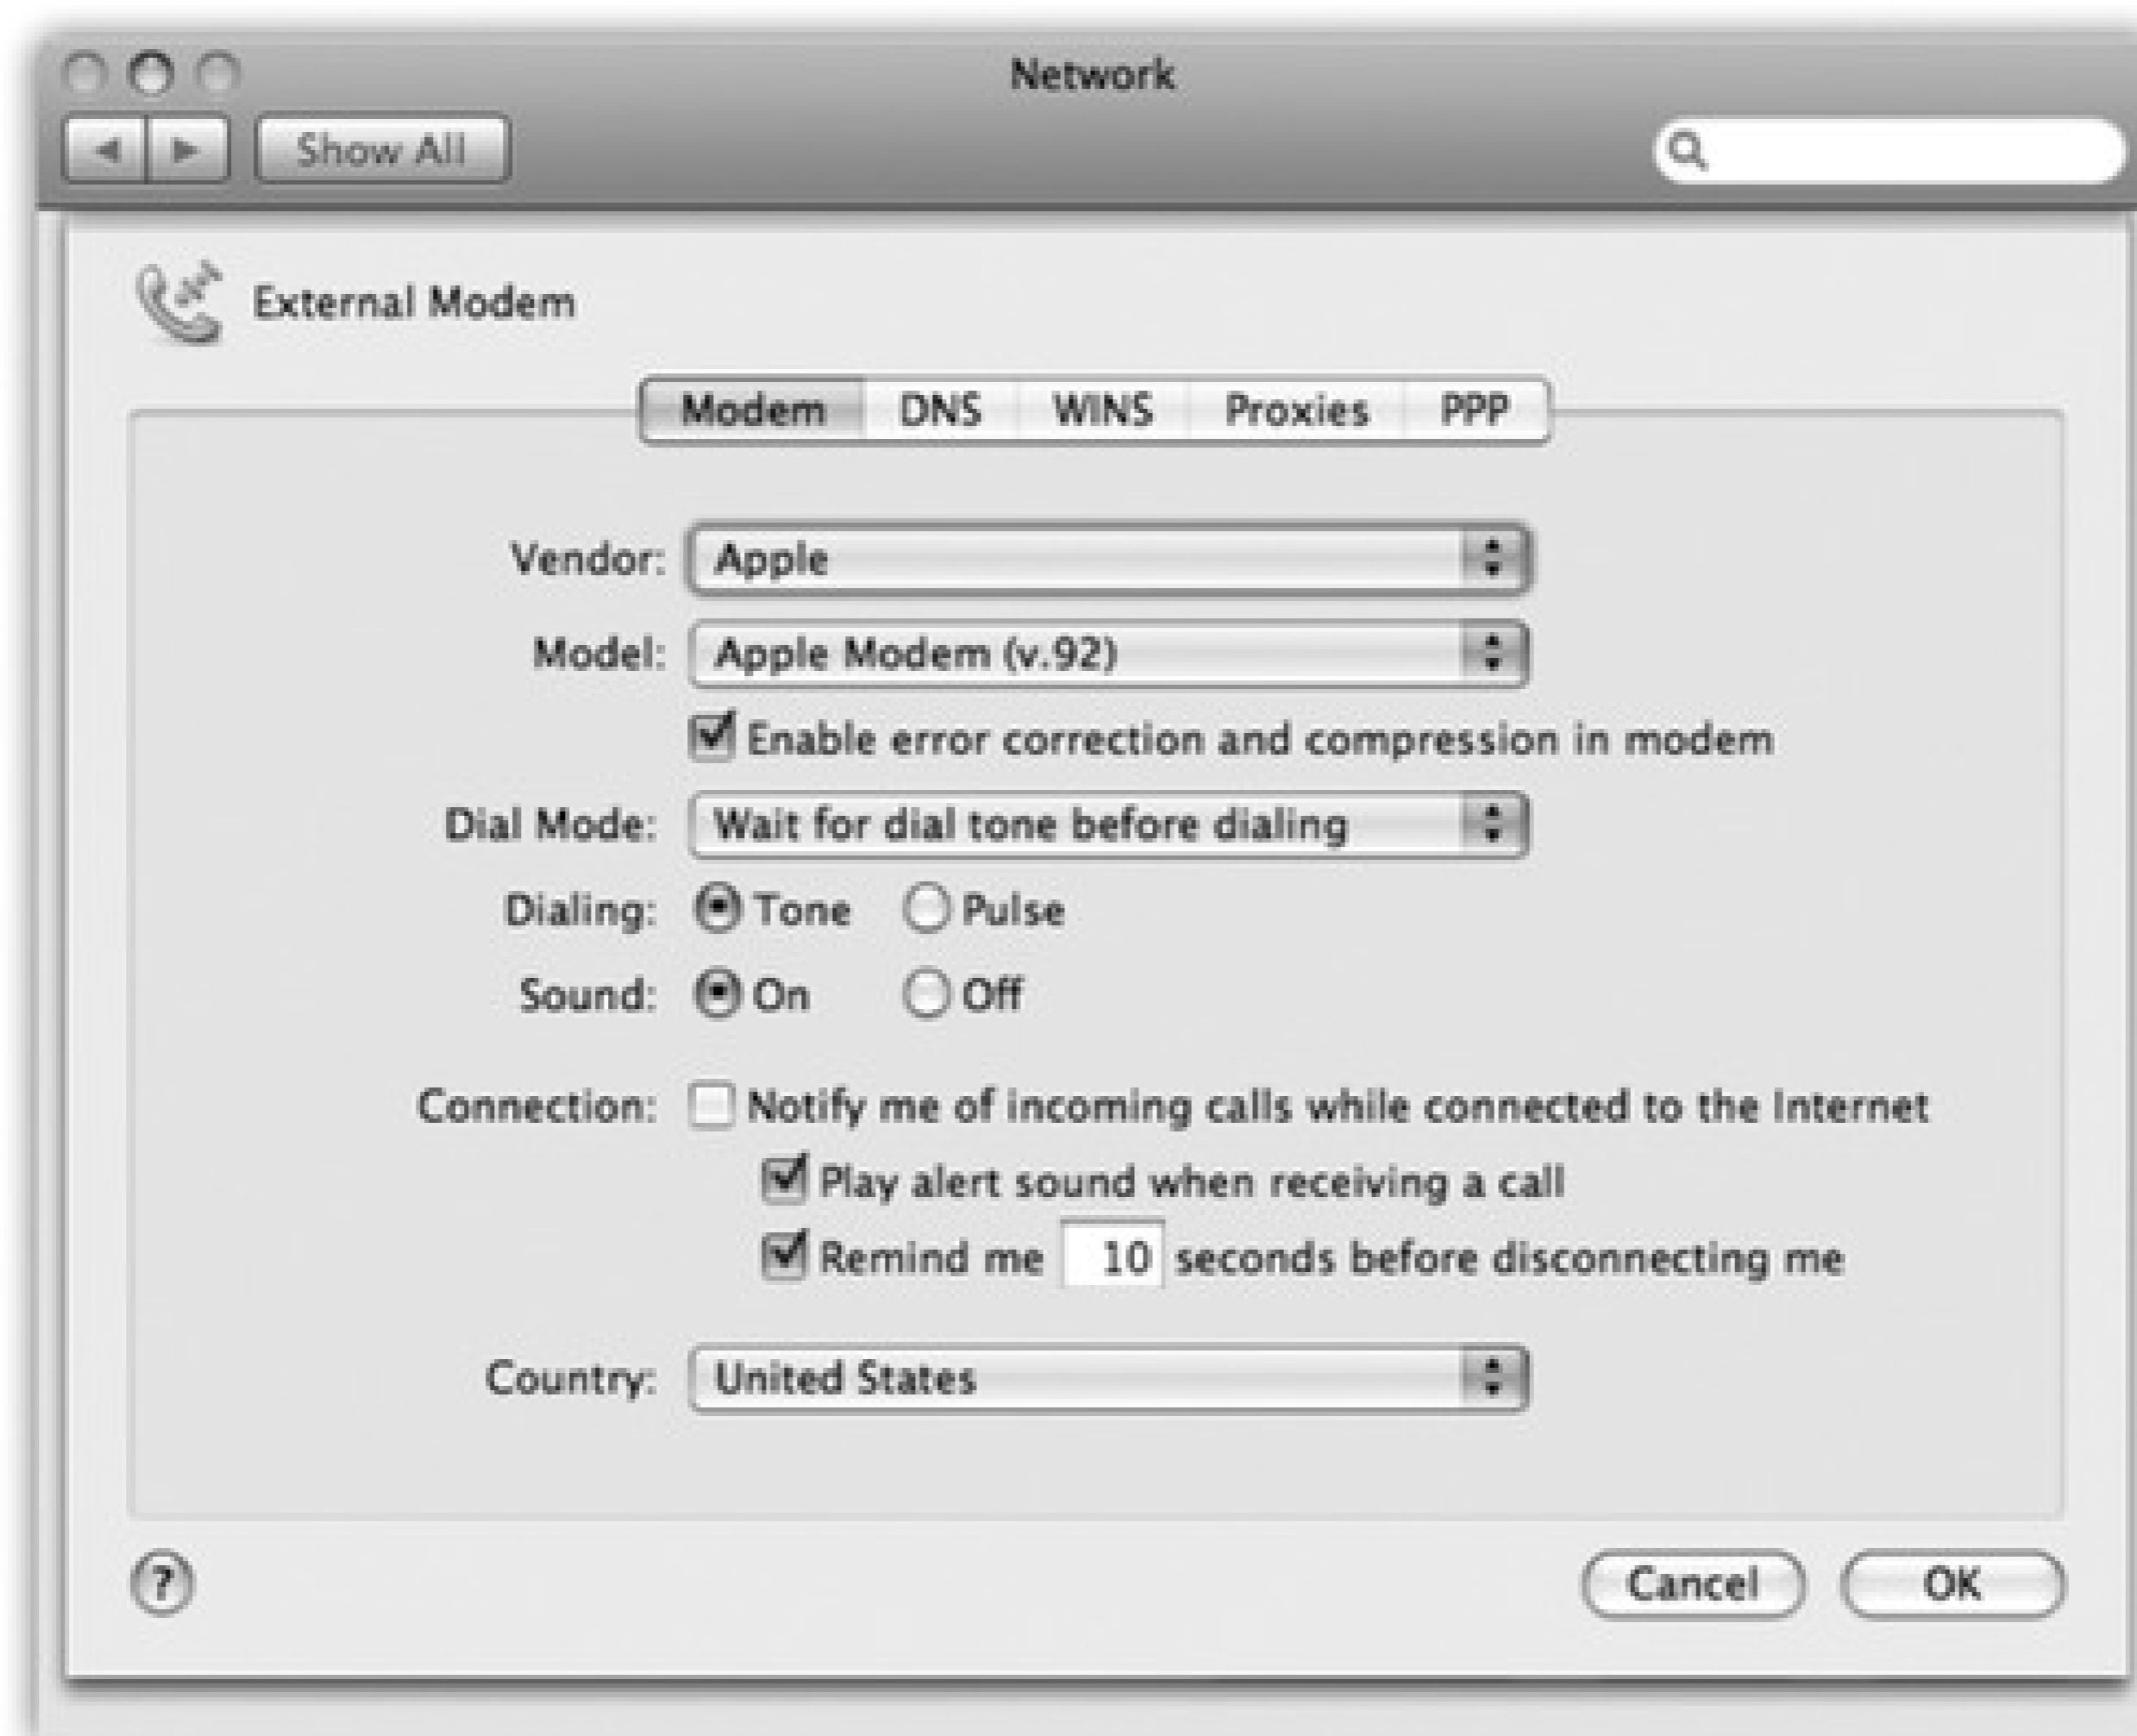 Network
Show All
External Modem
Modem DNS WINS Proxies PPP
Vendor: Apple
Model: Apple Modem (v.92)
Enable error correction and compression in modem
Dial Mode: Wait for dial tone before dialing
Dialing: Tone Pulse
Sound: On Off
Connection: Notify me of incoming calls while connected to the Internet
Play alert sound when receiving a call
Remind me 10 seconds before disconnecting me
Country: United States
? Cancel OK